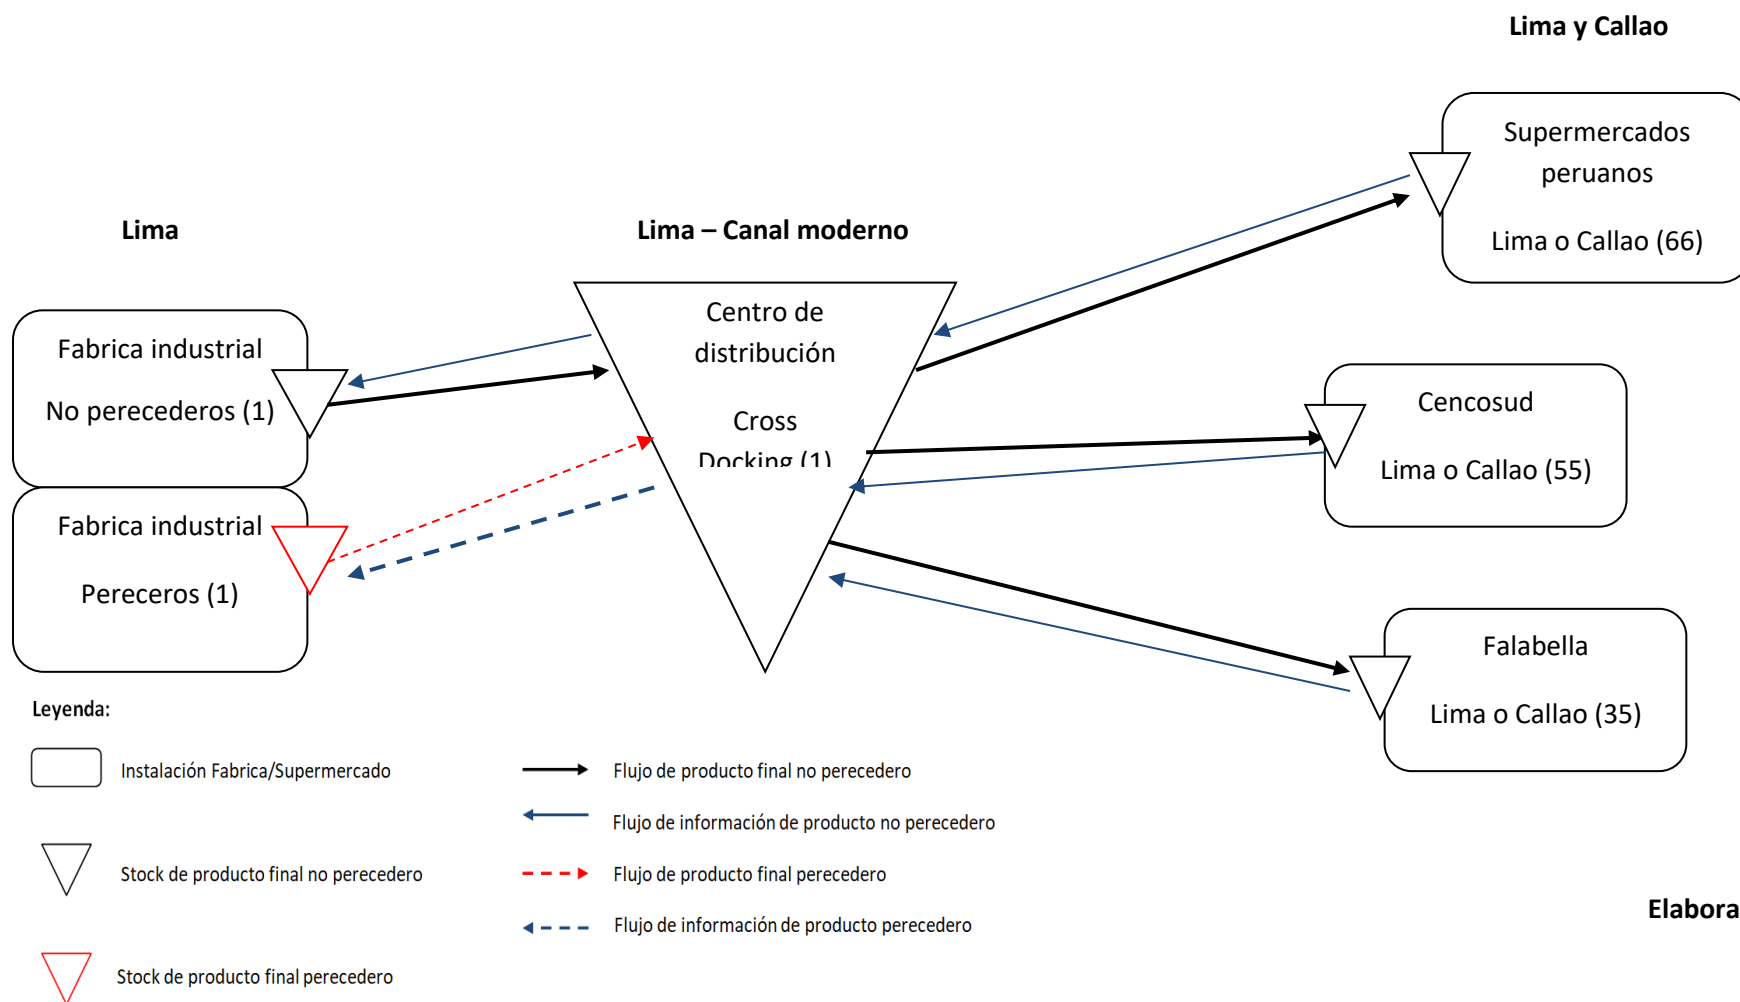 Lima y Callao
Supermercados
peruanos
Lima o Callao (66)
Lima
Lima – Canal moderno
Fabrica industrial
No perecederos (1)
Centro de
distribución
Cross
Docking (1)
Cencosud
Lima o Callao (55)
Fabrica industrial
Pereceros (1)
Falabella
Lima o Callao (35)
Leyenda:
Instalación Fabrica/Supermercado
Stock de producto final no perecedero
Stock de producto final perecedero
Flujo de producto final no perecedero
Flujo de información de producto no perecedero
Flujo de producto final perecedero
Flujo de información de producto perecedero
Elabora